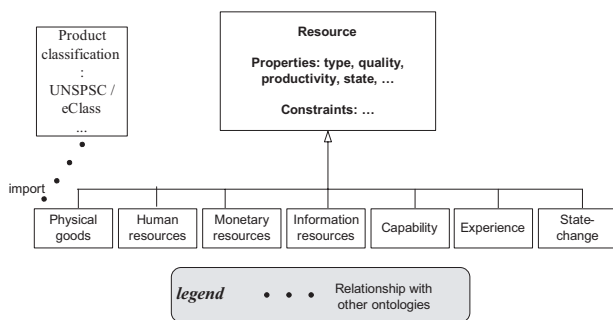 Product
classification
:
UNSPSC /
eClass
...
Resource
Properties: type, quality,
productivity, state, ...
Constraints: ...
import
Physical
goods
Human
resources
Monetary
resources
Information
resources
Capability
Experience
State-
change
legend
Relationship with
other ontologies